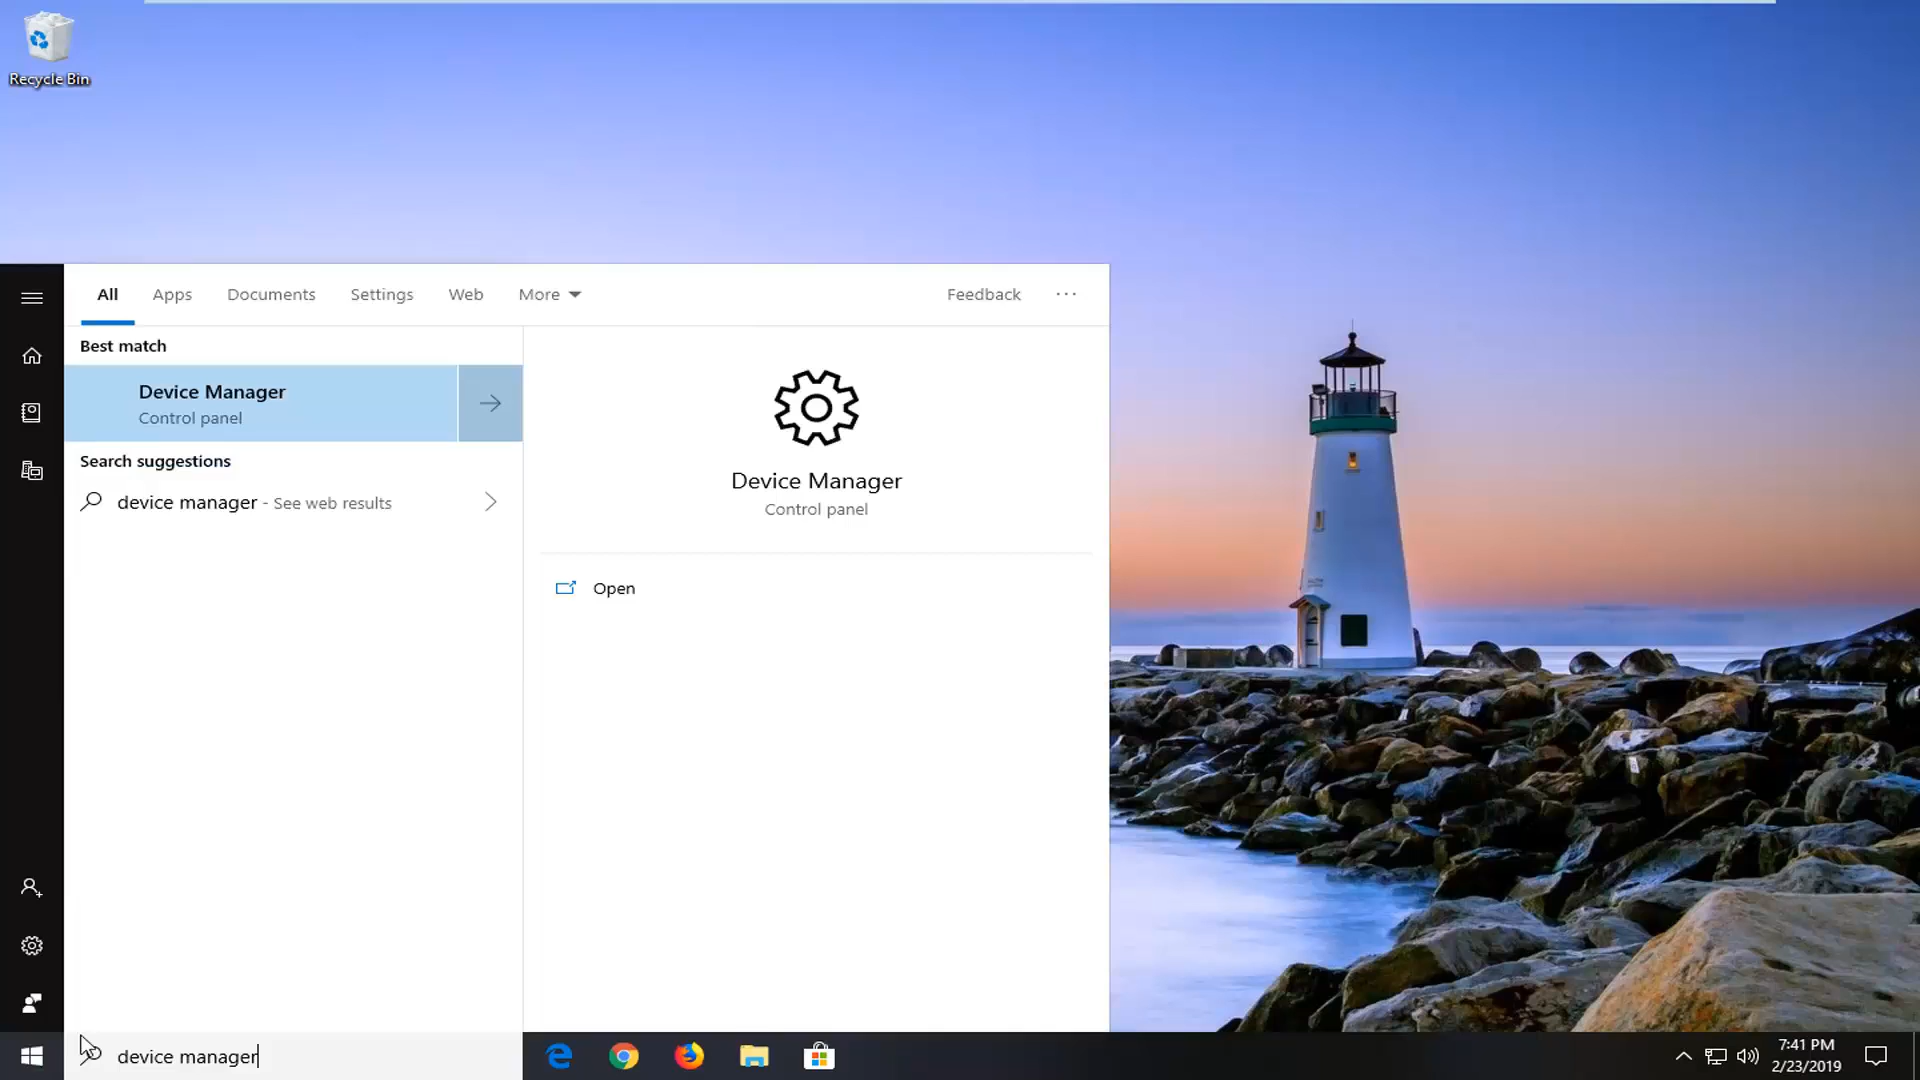 Recycle Bin
All Apps Documents Settings Web More Feedback ...
Best match
Device Manager
Control panel
Search suggestions
device manager - See web results
Device Manager
Control panel
Open
device manager
7:41 PM
2/23/2019